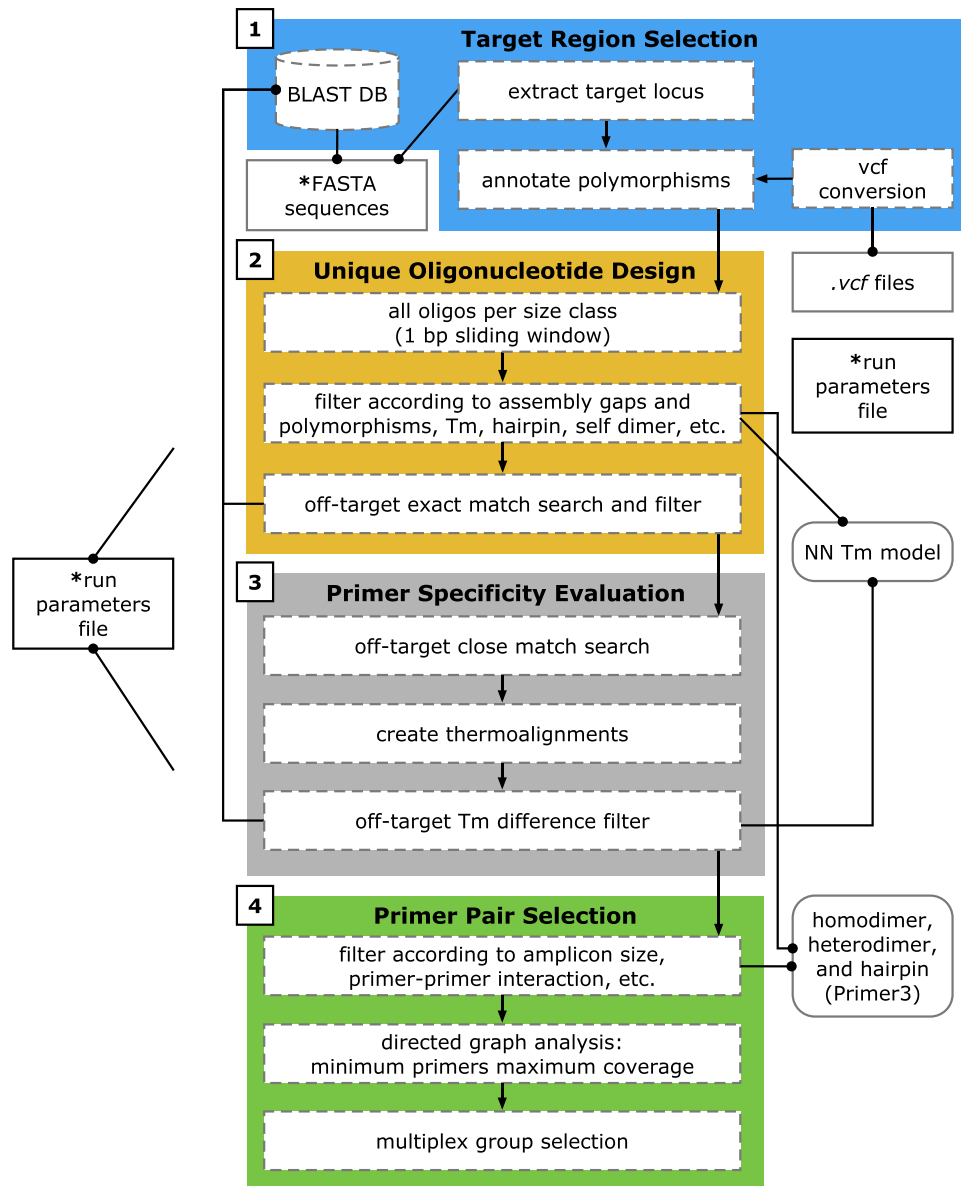 1
Target Region Selection
BLAST DB
extract target locus
*FASTA
sequences
annotate polymorphisms
vcf
conversion
.vcf files
2
Unique Oligonucleotide Design
all oligos per size class
(1 bp sliding window)
*run
parameters
file
filter according to assembly gaps and
polymorphisms, Tm, hairpin, self dimer, etc.
off-target exact match search and filter
NN Tm model
*run
parameters
file
3
Primer Specificity Evaluation
off-target close match search
create thermoalignments
off-target Tm difference filter
4
Primer Pair Selection
filter according to amplicon size,
primer-primer interaction, etc.
homodimer,
heterodimer,
and hairpin
(Primer3)
directed graph analysis:
minimum primers maximum coverage
multiplex group selection